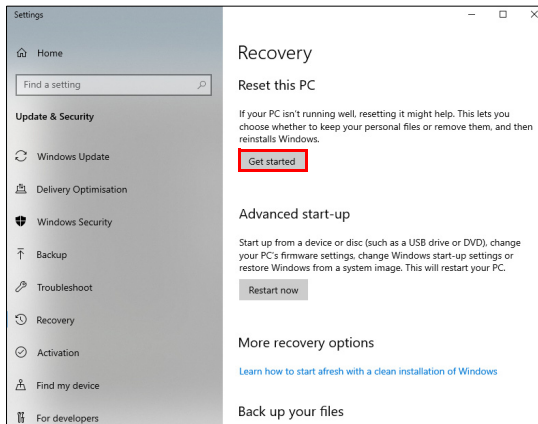 Settings
Home
Find a setting
Update & Security
Windows Update
Delivery Optimisation
Windows Security
Backup
Troubleshoot
Recovery
Activation
Find my device
For developers
Recovery
Reset this PC
If your PC isn't running well, resetting it might help. This lets you
choose whether to keep your personal files or remove them, and then
reinstalls Windows.
Get started
Advanced start-up
Start up from a device or disc (such as a USB drive or DVD), change
your PC's firmware settings, change Windows start-up settings or
restore Windows from a system image. This will restart your PC.
Restart now
More recovery options
Learn how to start afresh with a clean installation of Windows
Back up your files